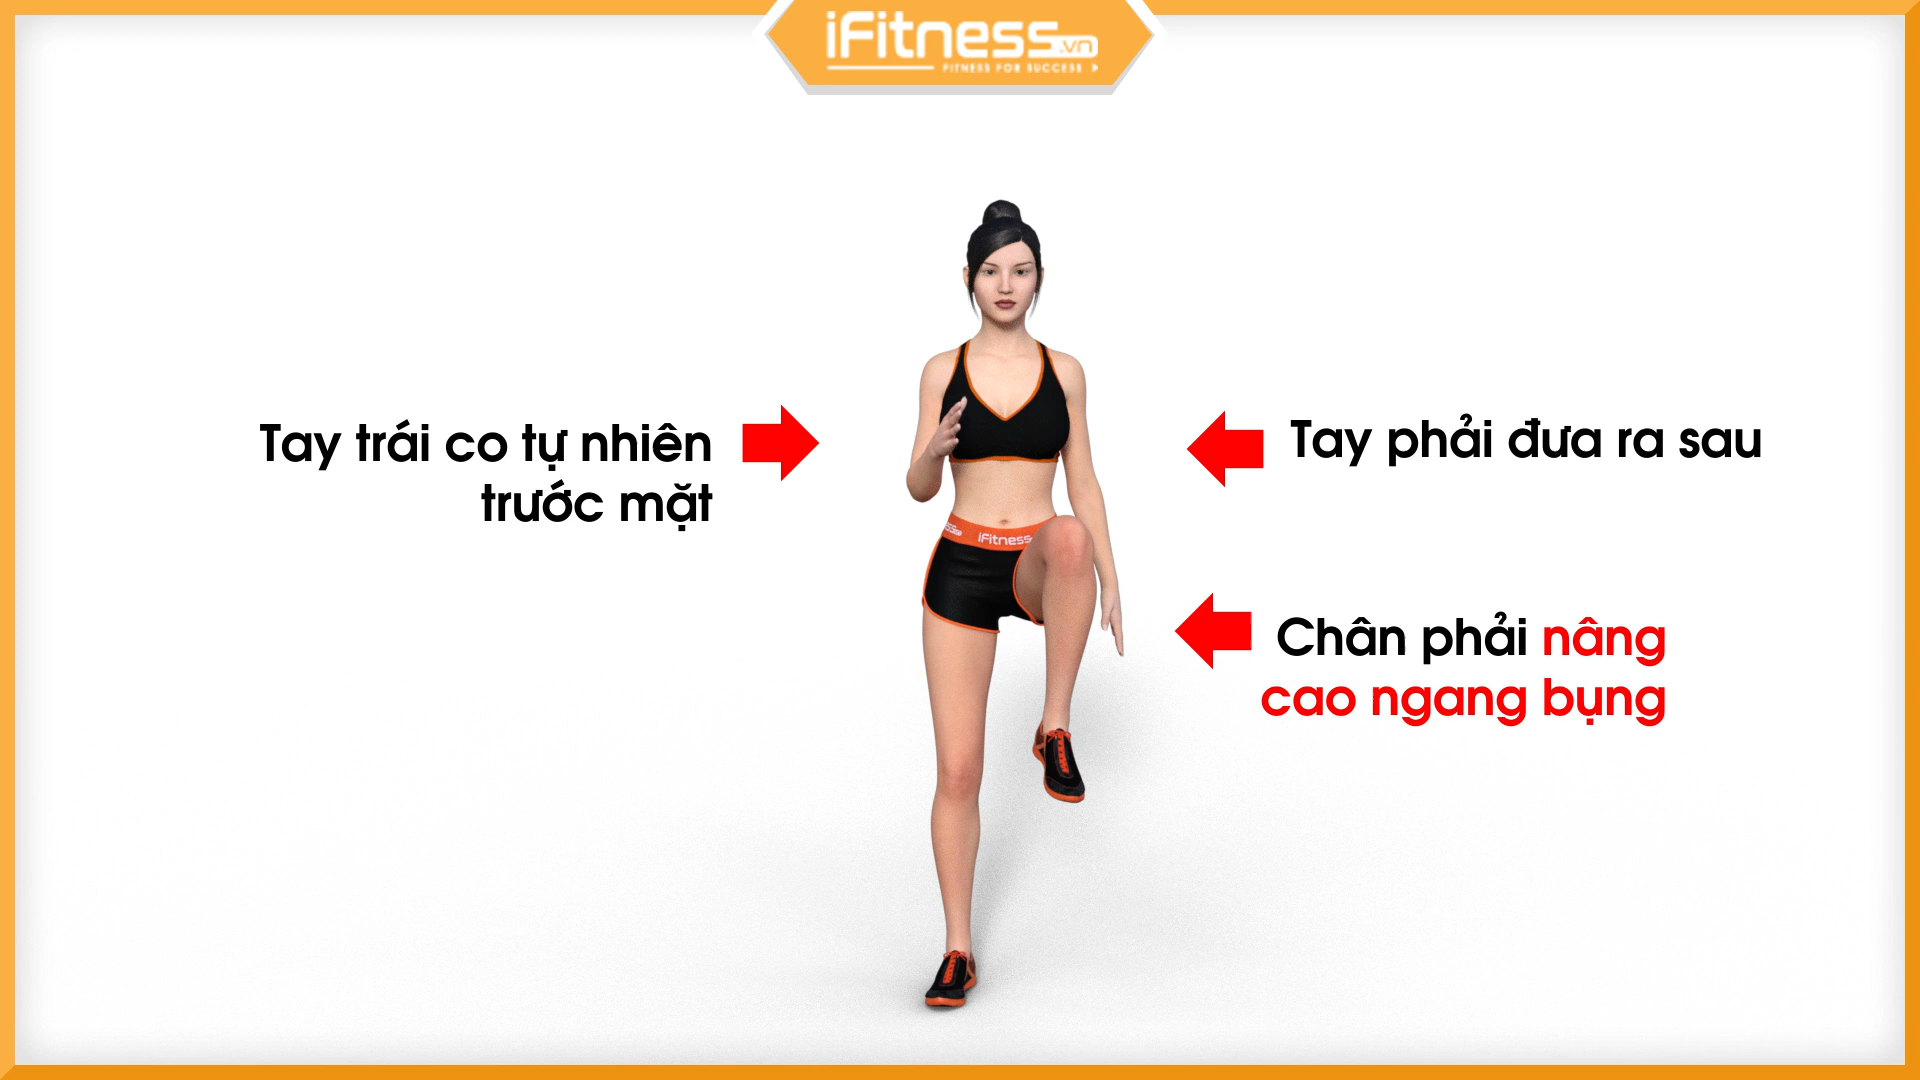 iFitness.vn
FITNESS FOR SUCCESS
Tay trái co tự nhiên
trước mặt
Tay phải đưa ra sau
Chân phải nâng
cao ngang bụng
iFitness